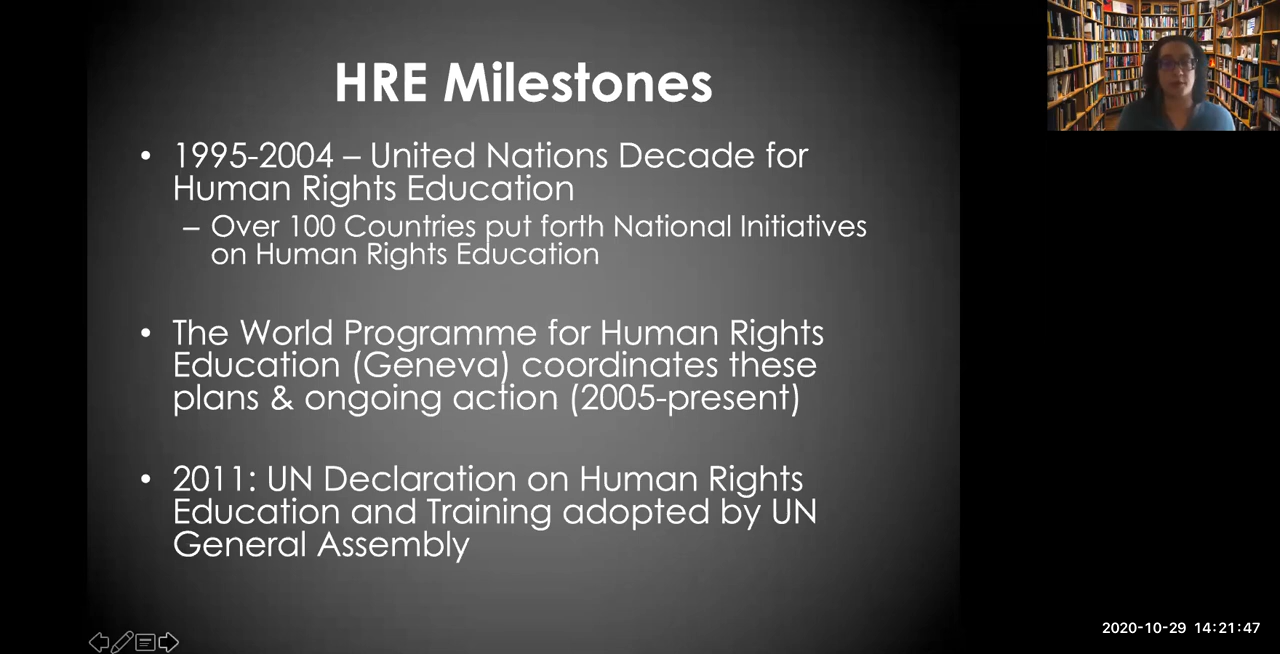 HRE Milestones
• 1995-2004 – United Nations Decade for
Human Rights Education
– Over 100 Countries put forth National Initiatives
on Human Rights Education
• The World Programme for Human Rights
Education (Geneva) coordinates these
plans & ongoing action (2005-present)
• 2011: UN Declaration on Human Rights
Education and Training adopted by UN
General Assembly
2020-10-29 14:21:47